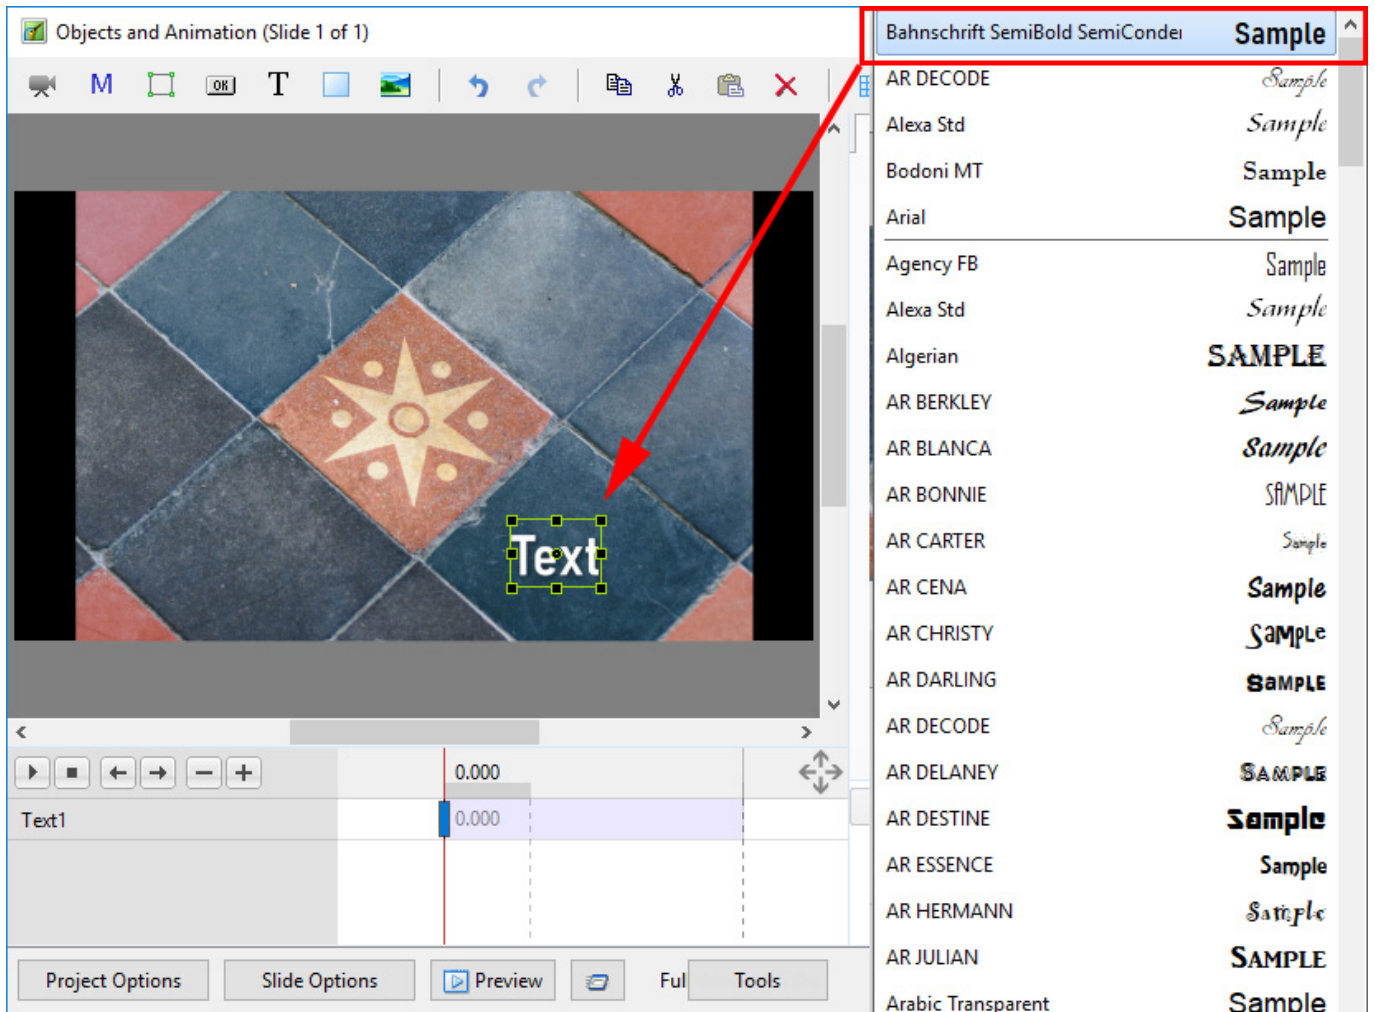 Objects and Animation (Slide 1 of 1)
M OK T
Text
0.000
Text1
0.000
Project Options
Slide Options
Preview
Ful
Tools
Bahnschrift SemiBold SemiConder Sample
AR DECODE Sample
Alexa Std Sample
Bodoni MT Sample
Arial Sample
Agency FB Sample
Alexa Std Sample
Algerian SAMPLE
AR BERKLEY Sample
AR BLANCA Sample
AR BONNIE SAMPLE
AR CARTER Sample
AR CENA Sample
AR CHRISTY SaMpLe
AR DARLING SaMPLE
AR DECODE Sample
AR DELANEY SAMPLE
AR DESTINE Sample
AR ESSENCE Sample
AR HERMANN Sample
AR JULIAN SAMPLE
Arabic Transparent Sample